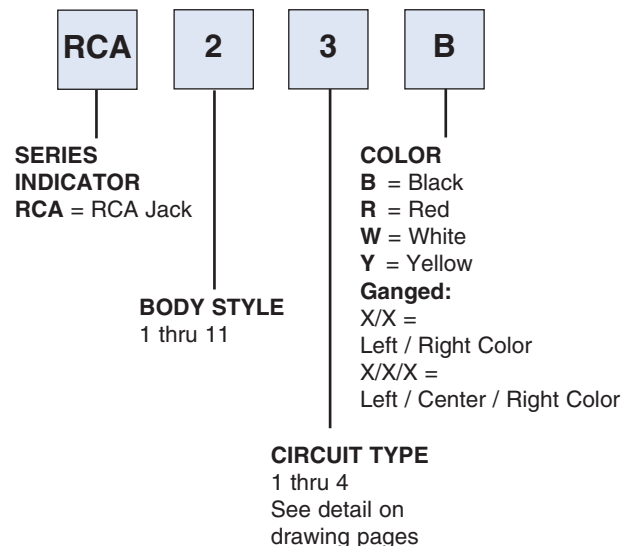 RCA 2 3 B
SERIES
INDICATOR
RCA = RCA Jack
BODY STYLE
1 thru 11
CIRCUIT TYPE
1 thru 4
See detail on
drawing pages
COLOR
B = Black
R = Red
W = White
Y = Yellow
Ganged:
X/X =
Left / Right Color
X/X/X =
Left / Center / Right Color